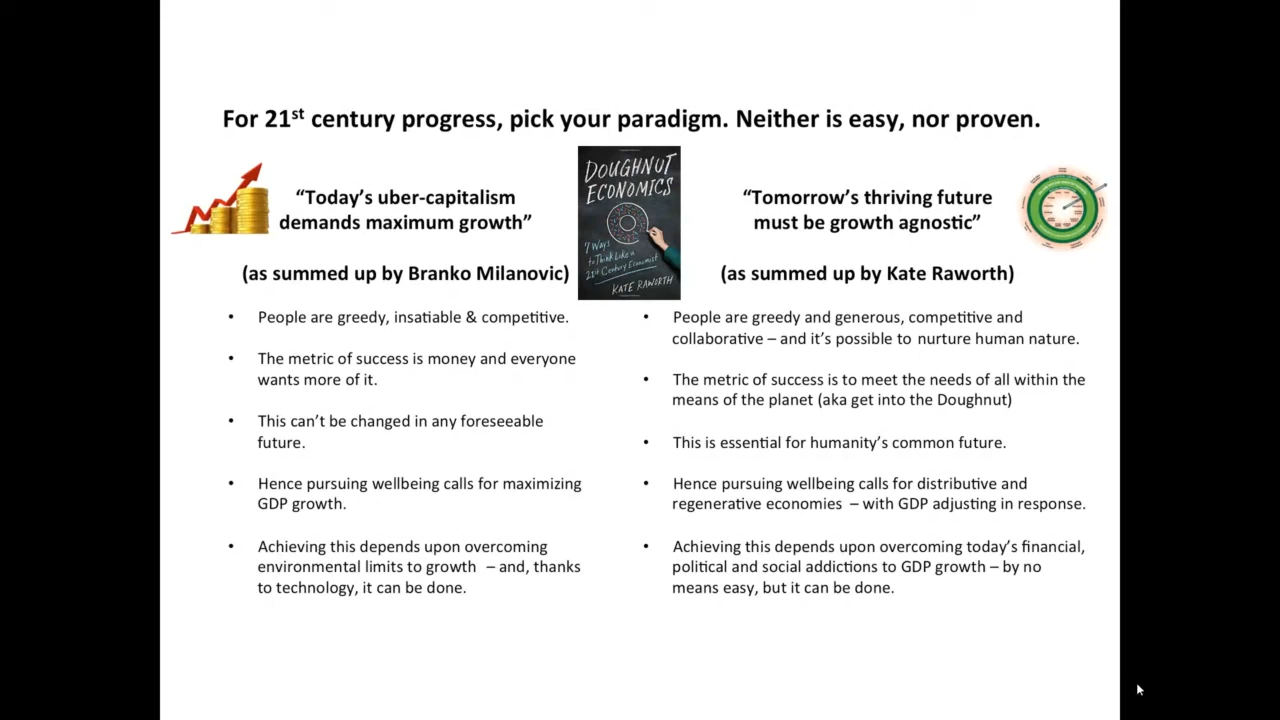 For 21st century progress, pick your paradigm. Neither is easy, nor proven.
“Today’s uber-capitalism
demands maximum growth”
(as summed up by Branko Milanovic)
• People are greedy, insatiable & competitive.
• The metric of success is money and everyone
wants more of it.
• This can’t be changed in any foreseeable
future.
• Hence pursuing wellbeing calls for maximizing
GDP growth.
• Achieving this depends upon overcoming
environmental limits to growth – and, thanks
to technology, it can be done.
DOUGHNUT
ECONOMICS
7 Ways
to Think Like a
21st Century Economist
KATE RAWORTH
“Tomorrow’s thriving future
must be growth agnostic”
(as summed up by Kate Raworth)
• People are greedy and generous, competitive and
collaborative – and it’s possible to nurture human nature.
• The metric of success is to meet the needs of all within the
means of the planet (aka get into the Doughnut)
• This is essential for humanity’s common future.
• Hence pursuing wellbeing calls for distributive and
regenerative economies – with GDP adjusting in response.
• Achieving this depends upon overcoming today’s financial,
political and social addictions to GDP growth – by no
means easy, but it can be done.